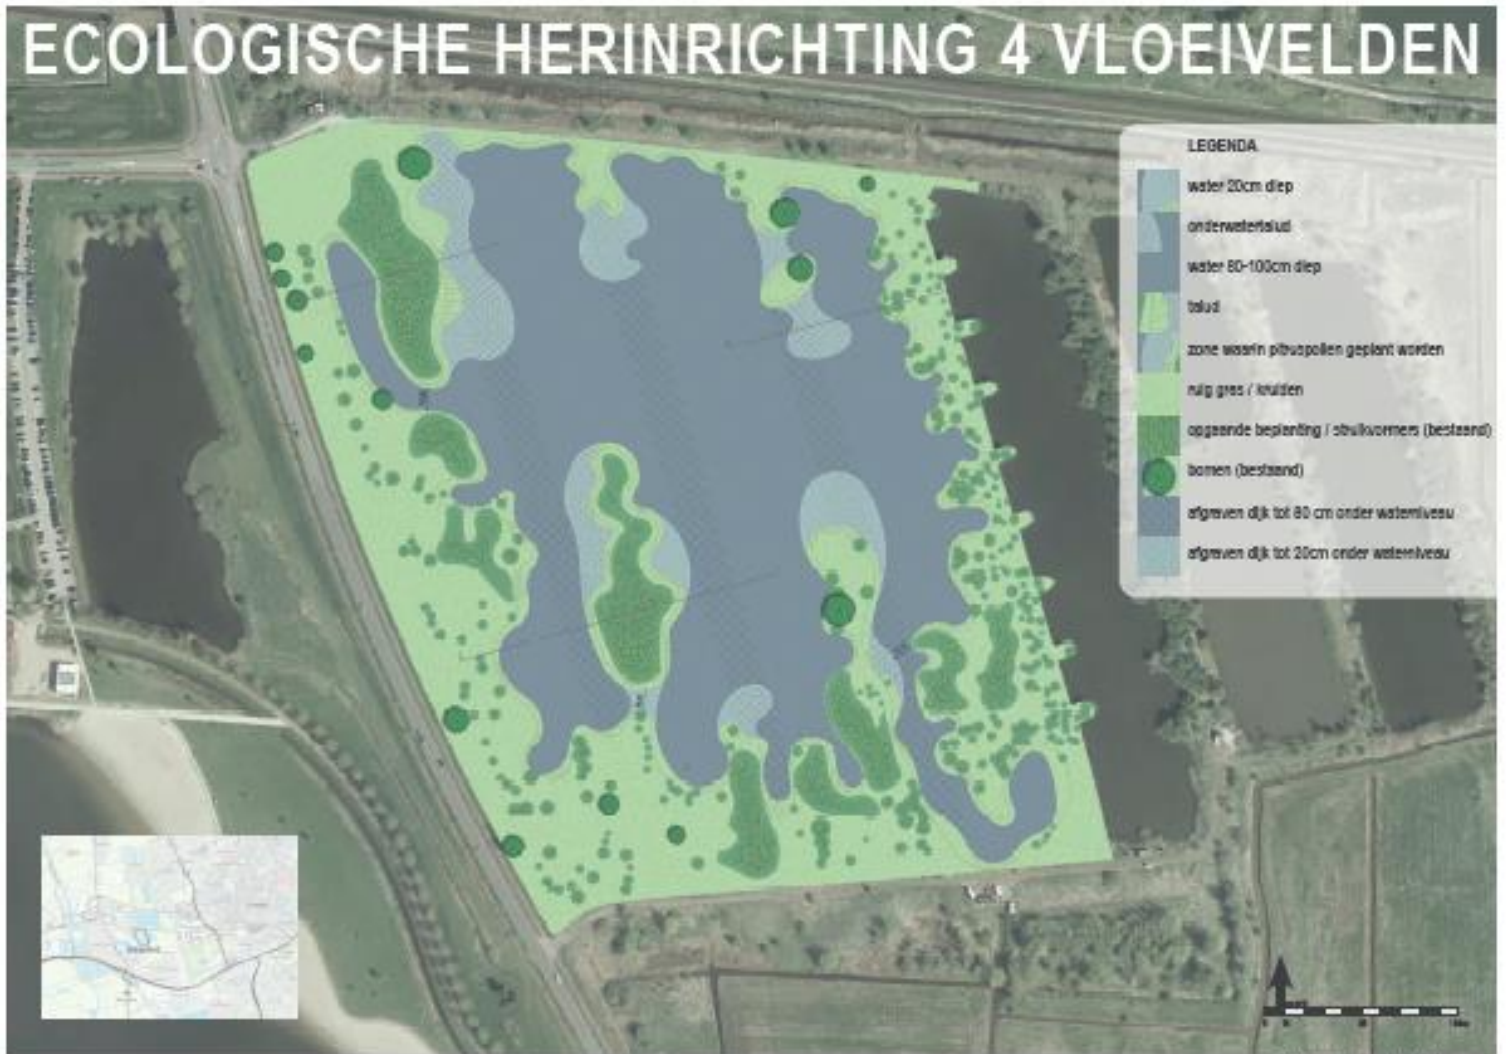 ECOLOGISCHE HERINRICHTING 4 VLOEIVELDEN
LEGENDA
water 20cm diep
onderwatertalud
water 80-100cm diep
talud
zone waarin pitruspollen geplant worden
ruig gras / kruiden
opgaande beplanting / struikvormers (bestaand)
bomen (bestaand)
afgraven dijk tot 80 cm onder waterniveau
afgraven dijk tot 20cm onder waterniveau